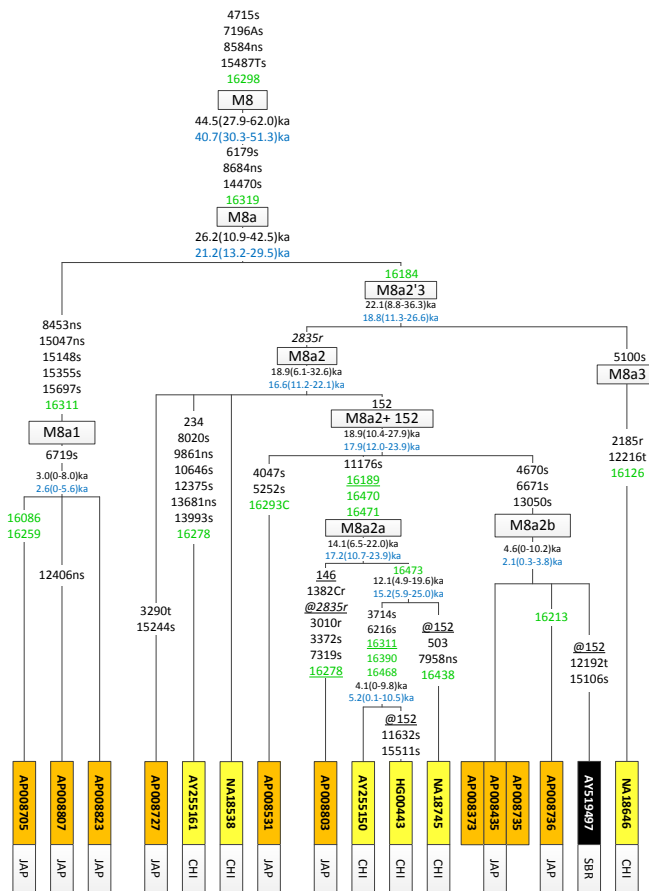 4715s
7196As
8584ns
15487Ts
16298
M8
44.5(27.9-62.0)ka
40.7(30.3-51.3)ka
6179s
8684ns
14470s
16319
M8a
26.2(10.9-42.5)ka
21.2(13.2-29.5)ka
16184
M8a2'3
22.1(8.8-36.3)ka
18.8(11.3-26.6)ka
8453ns
15047ns
15148s
15355s
15697s
16311
M8a1
6719s
3.0(0-8.0)ka
2.6(0-5.6)ka
16086
16259
12406ns
2835r
M8a2
18.9(6.1-32.6)ka
16.6(11.2-22.1)ka
3290t
15244s
234
8020s
9861ns
10646s
12375s
13681ns
13993s
16278
152
M8a2+ 152
18.9(10.4-27.9)ka
17.9(12.0-23.9)ka
4047s
5252s
16293C
11176s
16189
16470
16471
M8a2a
14.1(6.5-22.0)ka
17.2(10.7-23.9)ka
146
1382Cr
@2835r
3010r
3372s
7319s
16278
16473
12.1(4.9-19.6)ka
15.2(5.9-25.0)ka
3714s
6216s
16311
16390
16468
4.1(0-9.8)ka
5.2(0.1-10.5)ka
@152
11632s
15511s
@152
503
7958ns
16438
4670s
6671s
13050s
M8a2b
4.6(0-10.2)ka
2.1(0.3-3.8)ka
16213
@152
12192t
15106s
5100s
M8a3
2185r
12216t
16126
AP008705
AP008807
AP008823
AP008727
AY255161
NA18538
AP008531
AP008803
AY255150
HG00443
NA18745
AP008373
AP008435
AP008735
AP008736
AY519497
NA18646
JAP
JAP
JAP
JAP
CHI
CHI
JAP
JAP
CHI
CHI
CHI
JAP
JAP
SBR
CHI